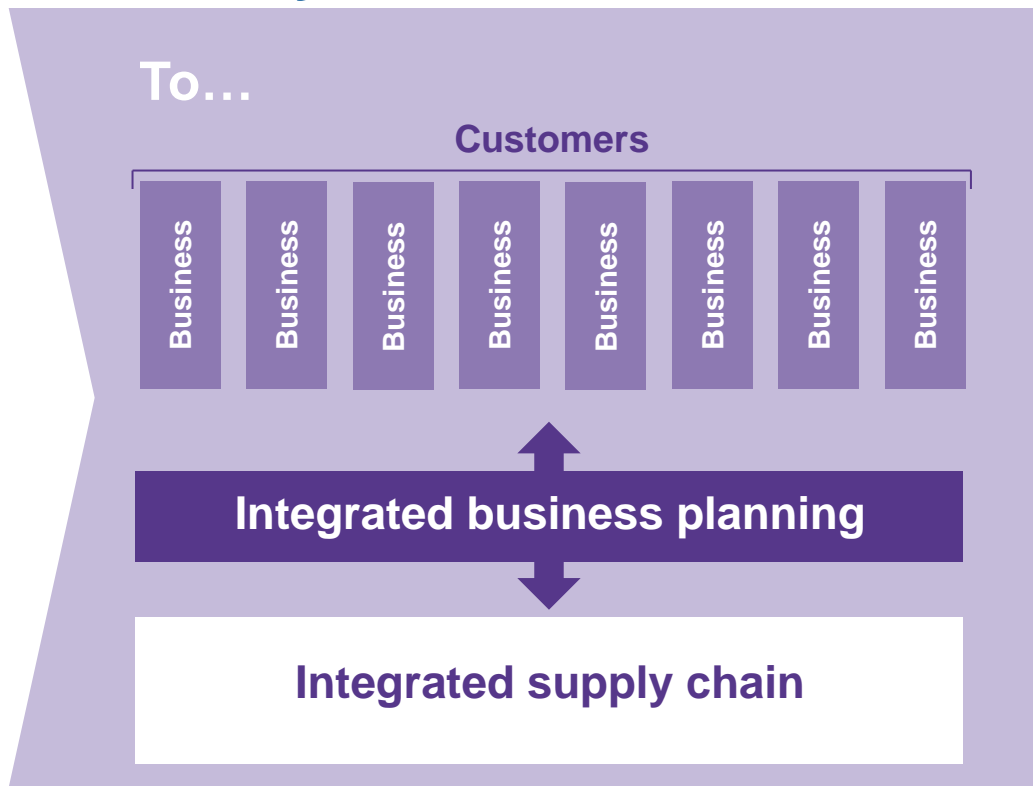 To…
Customers
Business
Business
Business
Business
Business
Business
Business
Business
Integrated business planning
Integrated supply chain